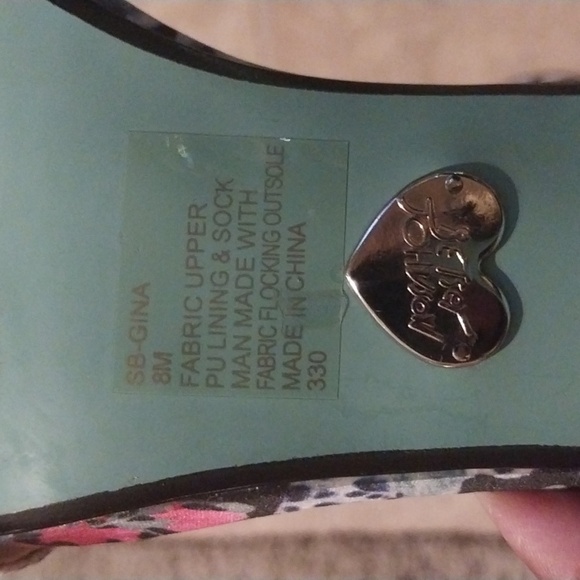 SB-GINA
8M
FABRIC UPPER
PU LINING & SOCK
MAN MADE WITH
FABRIC FLOCKING OUTSOLE
MADE IN CHINA
330
Betsey
Johnson